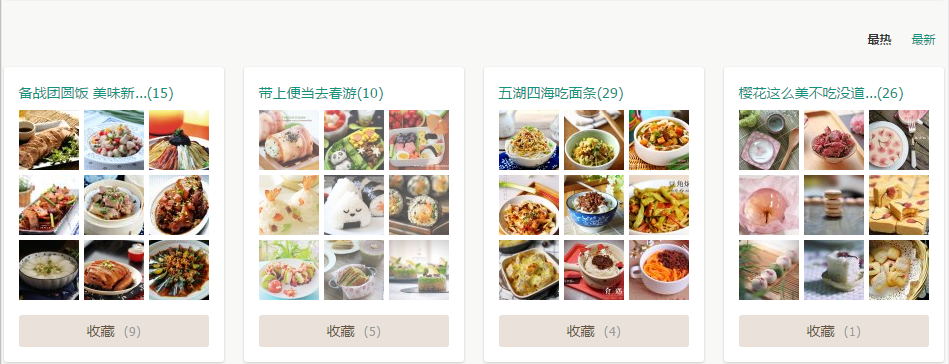 最热 最新
备战团圆饭 美味新...(15)
收藏 (9)
带上便当去春游(10)
收藏 (5)
五湖四海吃面条(29)
收藏 (4)
樱花这么美不吃没道...(26)
收藏 (1)